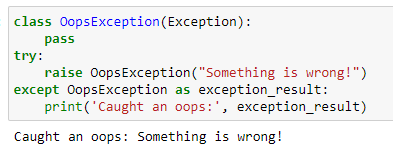 class OopsException(Exception):
    pass
try:
    raise OopsException("Something is wrong!")
except OopsException as exception_result:
    print('Caught an oops:', exception_result)
Caught an oops: Something is wrong!